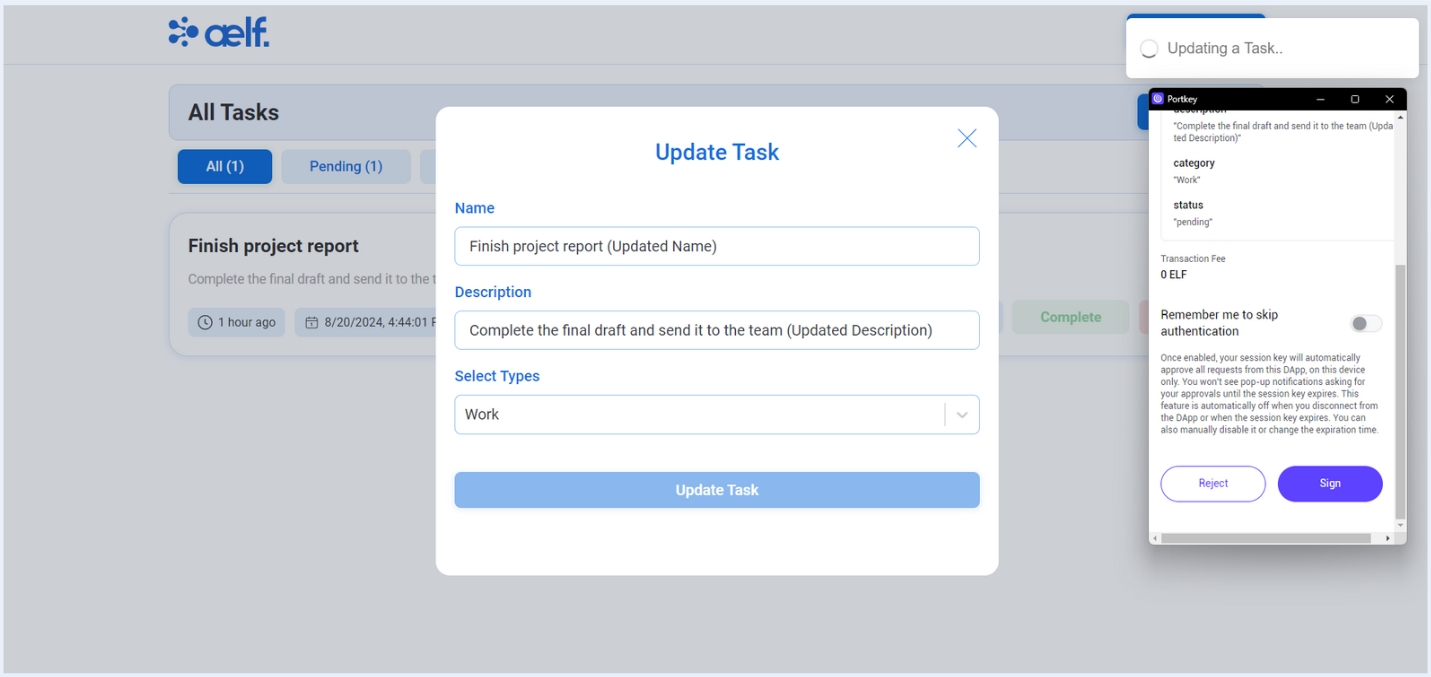 ælf.
Updating a Task..
All Tasks
All (1)
Pending (1)
Finish project report
Complete the final draft and send it to the t
1 hour ago
8/20/2024, 4:44:01
Complete
Update Task
Name
Finish project report (Updated Name)
Description
Complete the final draft and send it to the team (Updated Description)
Select Types
Work
Update Task
Portkey
description
"Complete the final draft and send it to the team (Upda
ted Description)"
category
"Work"
status
"pending"
Transaction Fee
0 ELF
Remember me to skip
authentication
Once enabled, your session key will automatically
approve all requests from this DApp, on this device
only. You won't see pop-up notifications asking for
your approvals until the session key expires. This
feature is automatically off when you disconnect from
the DApp or when the session key expires. You can
also manually disable it or change the expiration time.
Reject
Sign